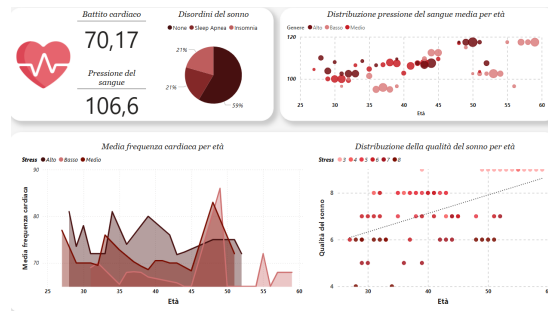 Battito cardiaco
70,17
Pressione del
sangue
106,6
Disordini del sonno
None Sleep Apnea Insomnia
21%
21%
59%
Distribuzione pressione del sangue media per età
Genere Alto Basso Medio
120
100
25 30 35 40 45 50 55 60
Età
Media frequenza cardiaca per età
Stress Alto Basso Medio
90
80
70
Media frequenza cardiaca
25 30 35 40 45 50 55 60
Età
Distribuzione della qualità del sonno per età
Stress 3 4 5 6 7 8
8
6
4
Qualità del sonno
30 40 50 60
Età